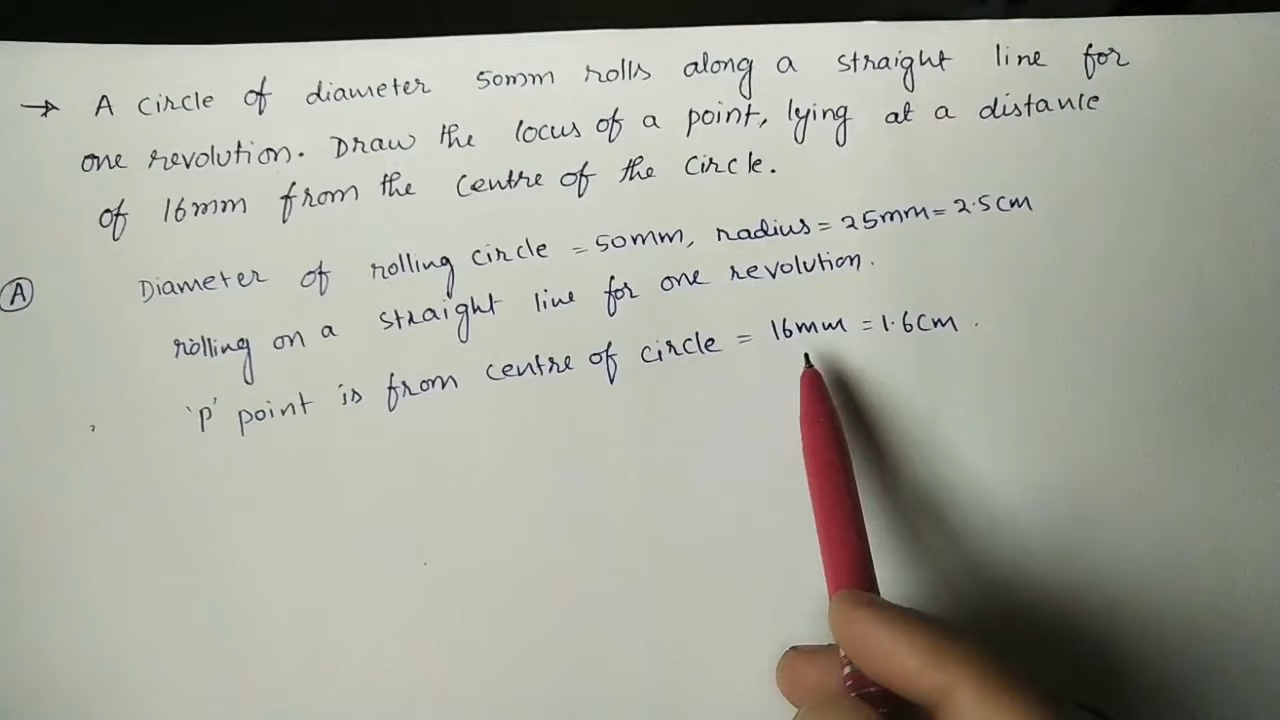 → A circle of diameter 50mm rolls along a straight line for
one revolution. Draw the locus of a point, lying at a distance
of 16mm from the centre of the circle.
Ⓐ Diameter of rolling circle = 50mm, radius = 25mm = 2.5cm
rolling on a straight line for one revolution.
'P' point is from centre of circle = 16mm = 1.6cm.